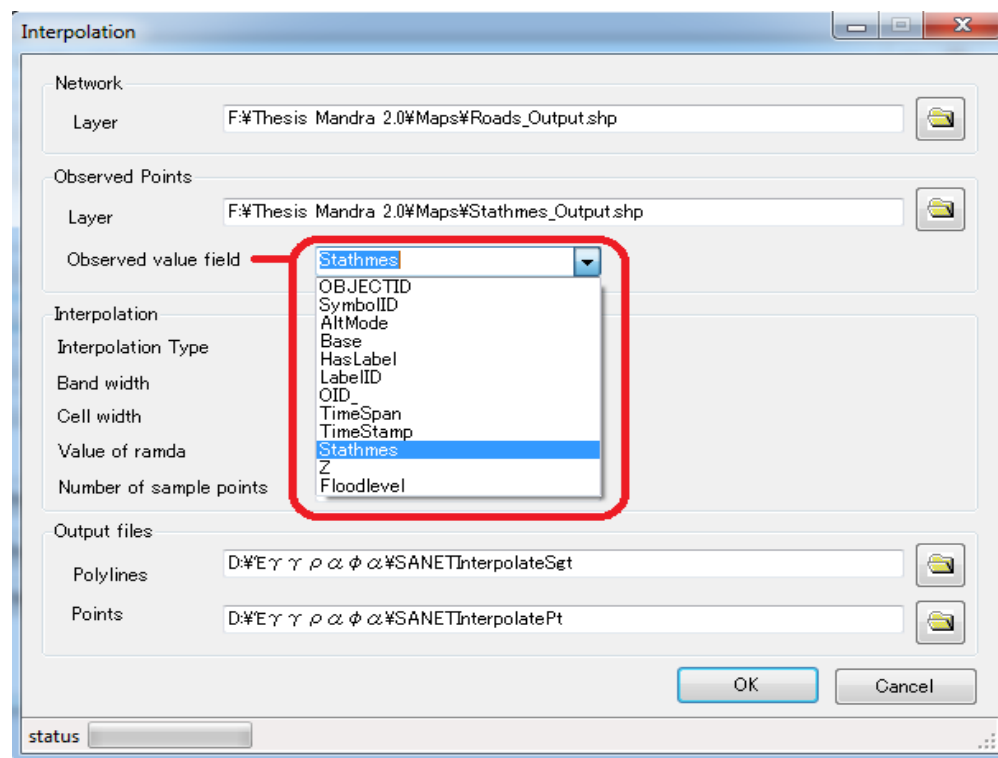 Interpolation
Network
Layer F:¥Thesis Mandra 2.0¥Maps¥Roads_Output.shp
Observed Points
Layer F:¥Thesis Mandra 2.0¥Maps¥Stathmes_Output.shp
Observed value field Stathmes
OBJECTID
SymbolID
AltMode
Base
HasLabel
LabelID
OID_
TimeSpan
TimeStamp
Stathmes
Z
Floodlevel
Interpolation
Interpolation Type
Band width
Cell width
Value of ramda
Number of sample points
Output files
Polylines D:¥Έγγραφα¥SANETInterpolateSgt
Points D:¥Έγγραφα¥SANETInterpolatePt
OK Cancel
status